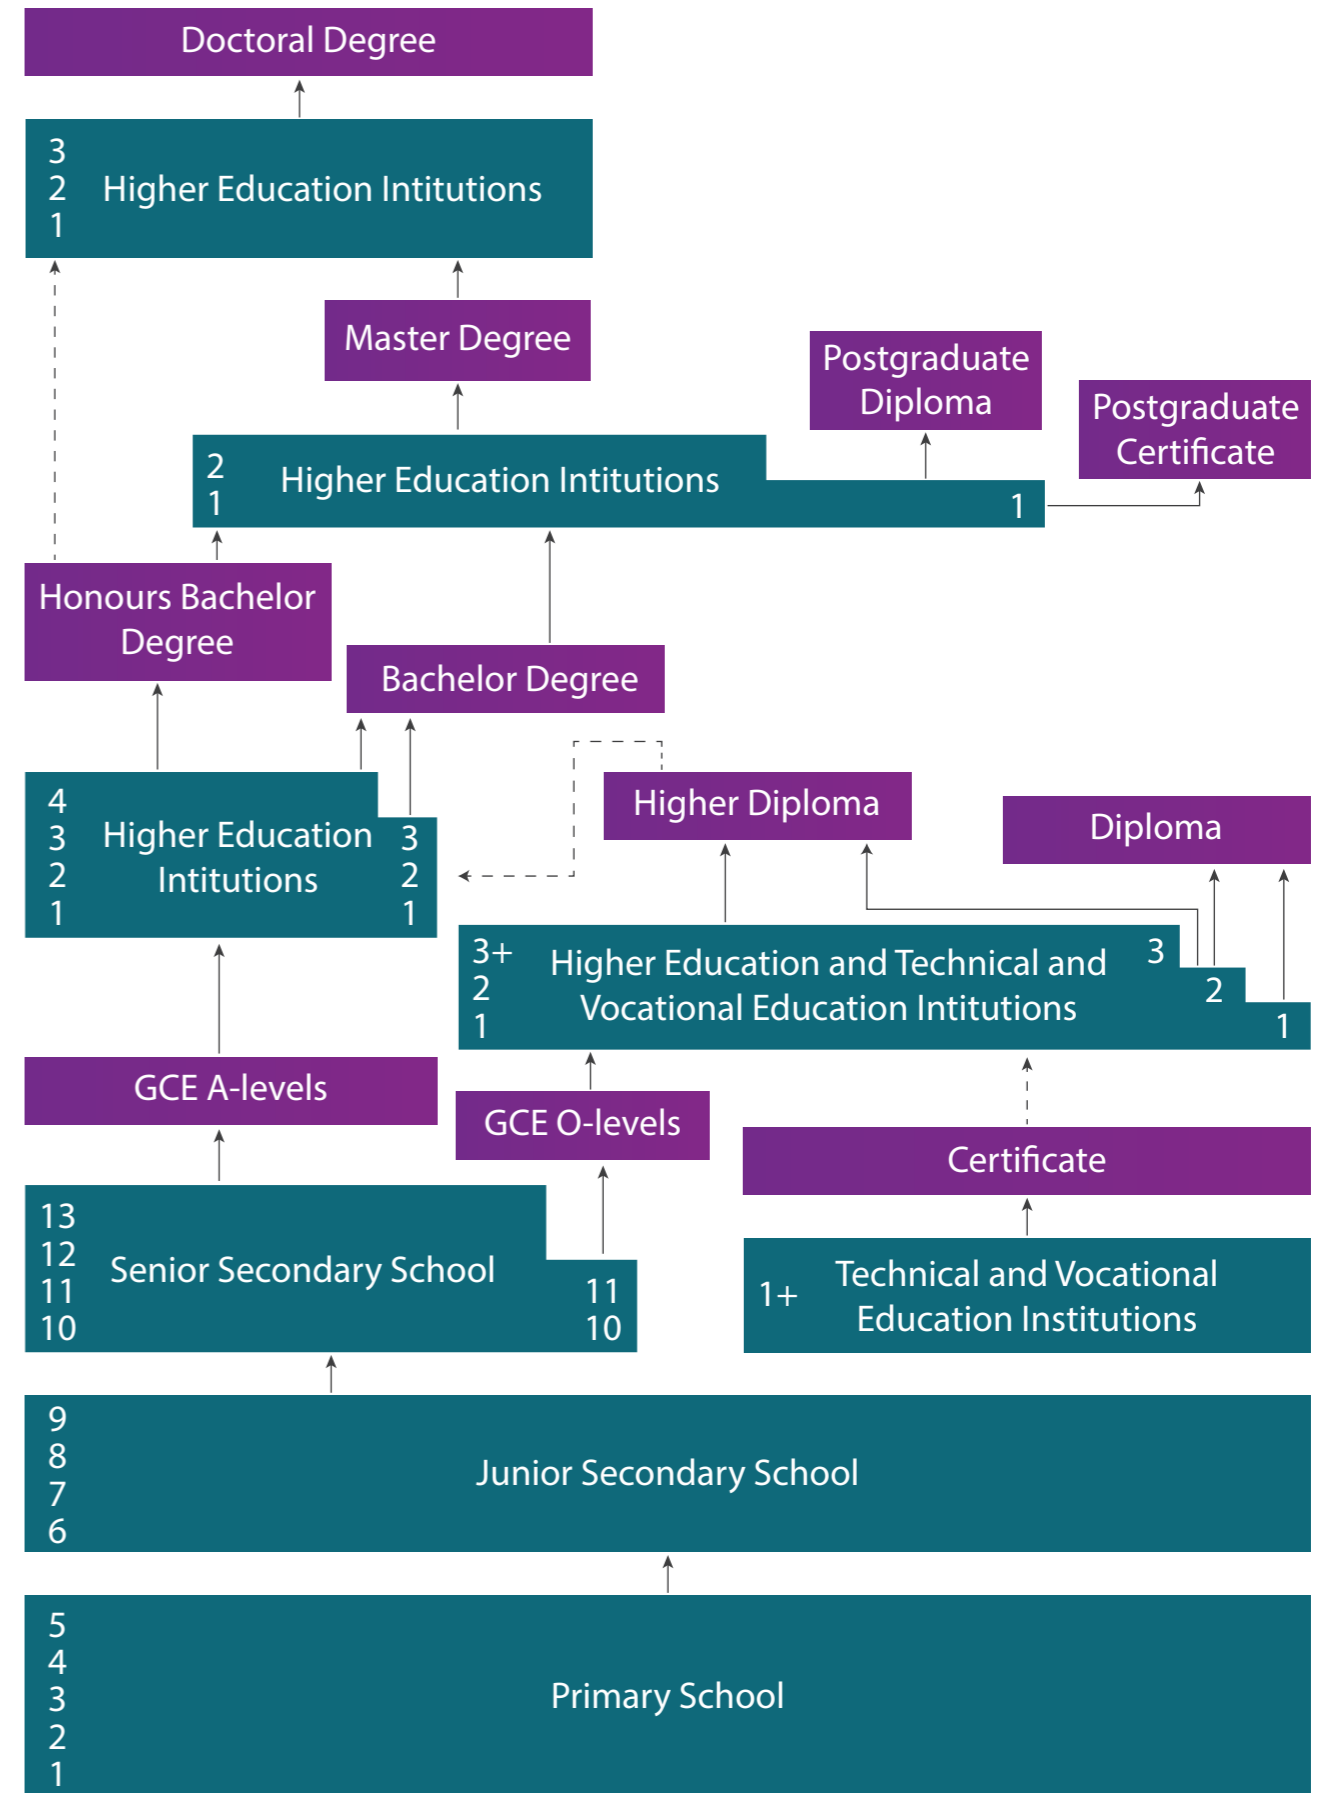 Doctoral Degree
3
2
1
Higher Education Intitutions
Master Degree
Postgraduate
Diploma
Postgraduate
Certificate
2
1
Higher Education Intitutions
1
Honours Bachelor
Degree
Bachelor Degree
4
3
2
1
Higher Education
Intitutions
3
2
1
Higher Diploma
Diploma
3+
2
1
Higher Education and Technical and
Vocational Education Intitutions
3
2
1
GCE A-levels
GCE O-levels
Certificate
13
12
11
10
Senior Secondary School
11
10
1+
Technical and Vocational
Education Institutions
9
8
7
6
Junior Secondary School
5
4
3
2
1
Primary School